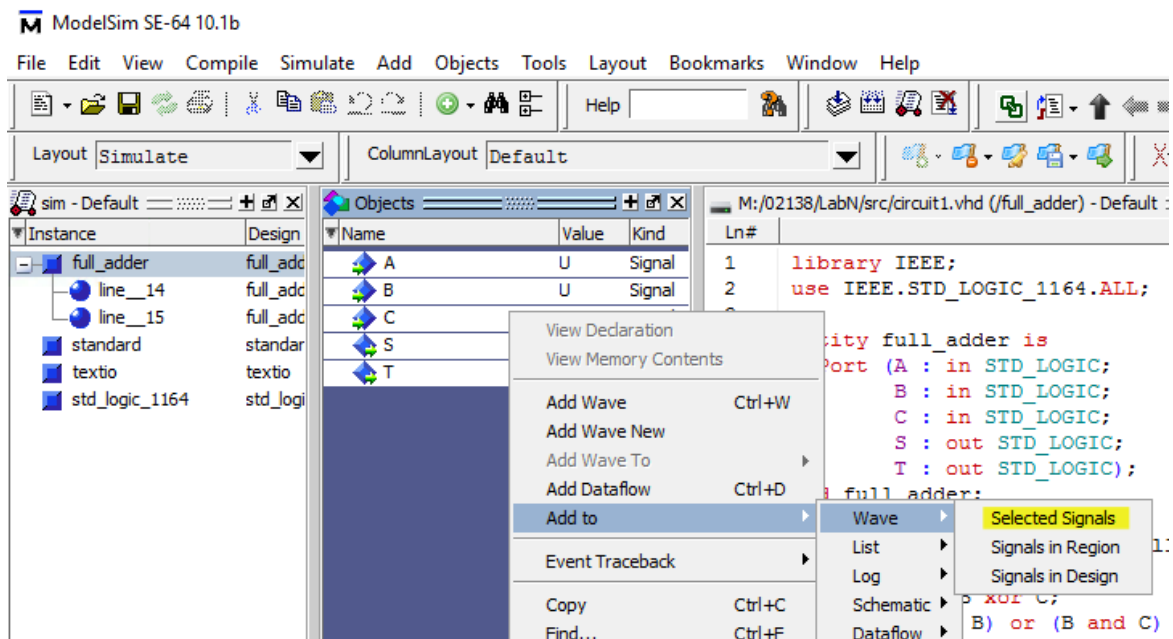 ModelSim SE-64 10.1b
File Edit View Compile Simulate Add Objects Tools Layout Bookmarks Window Help
Help
Layout Simulate ColumnLayout Default
sim - Default
Instance Design
full_adder full_add
line__14 full_add
line__15 full_add
standard standar
textio textio
std_logic_1164 std_logi
Objects
Name Value Kind
A U Signal
B U Signal
C
S
T
View Declaration
View Memory Contents
Add Wave Ctrl+W
Add Wave New
Add Wave To
Add Dataflow Ctrl+D
Add to
Event Traceback
Copy Ctrl+C
Find... Ctrl+F
Wave
List
Log
Schematic
Dataflow
Selected Signals
Signals in Region
Signals in Design
M:/02138/LabN/src/circuit1.vhd (/full_adder) - Default
Ln#
1 library IEEE;
2 use IEEE.STD_LOGIC_1164.ALL;
tity full_adder is
Port (A : in STD_LOGIC;
B : in STD_LOGIC;
C : in STD_LOGIC;
S : out STD_LOGIC;
T : out STD_LOGIC);
full_adder;
xor C;
B) or (B and C)